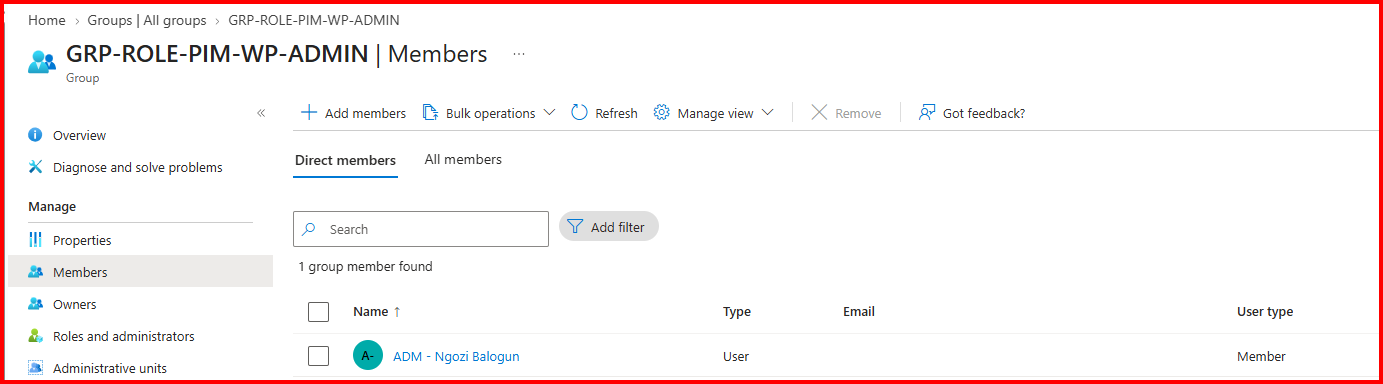 Home > Groups | All groups > GRP-ROLE-PIM-WP-ADMIN
GRP-ROLE-PIM-WP-ADMIN | Members ...
Group
«
Overview
Diagnose and solve problems
Manage
Properties
Members
Owners
Roles and administrators
Administrative units
Add members Bulk operations Refresh Manage view Remove Got feedback?
Direct members All members
Search Add filter
1 group member found
Name ↑ Type Email User type
A- ADM - Ngozi Balogun User Member